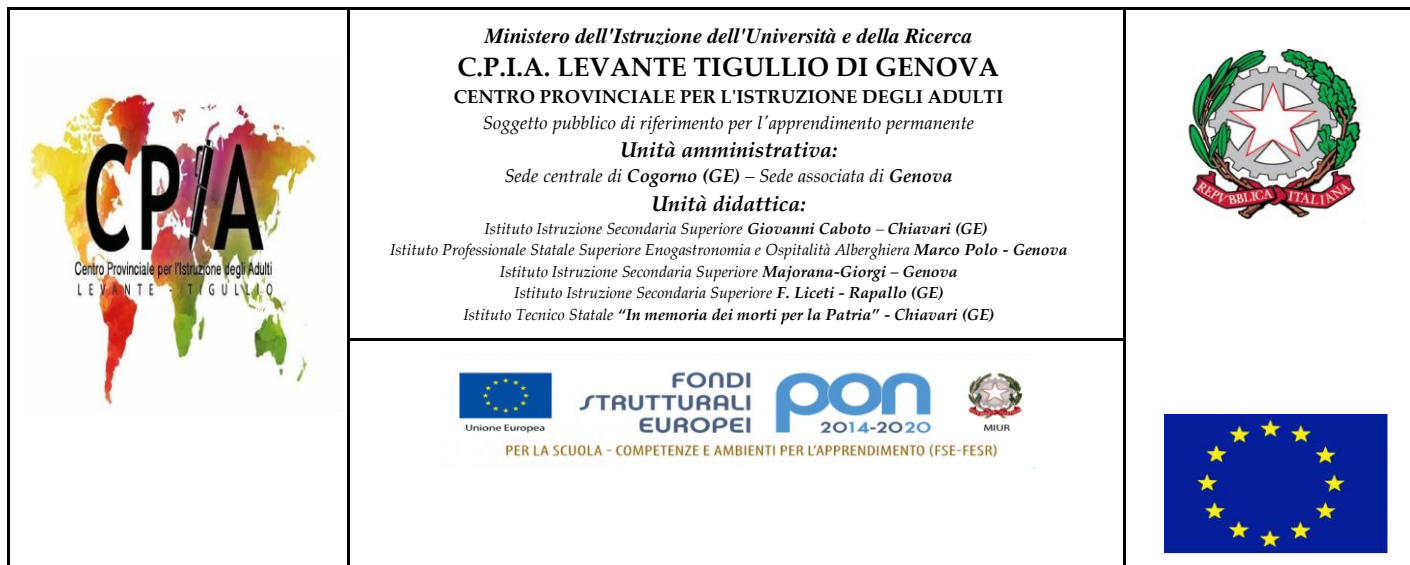 CPIA
Centro Provinciale per l'Istruzione degli Adulti
LEVANTE - TIGULLIO
Ministero dell'Istruzione dell'Università e della Ricerca
C.P.I.A. LEVANTE TIGULLIO DI GENOVA
CENTRO PROVINCIALE PER L'ISTRUZIONE DEGLI ADULTI
Soggetto pubblico di riferimento per l'apprendimento permanente
Unità amministrativa:
Sede centrale di Cogorno (GE) – Sede associata di Genova
Unità didattica:
Istituto Istruzione Secondaria Superiore Giovanni Caboto – Chiavari (GE)
Istituto Professionale Statale Superiore Enogastronomia e Ospitalità Alberghiera Marco Polo - Genova
Istituto Istruzione Secondaria Superiore Majorana-Giorgi – Genova
Istituto Istruzione Secondaria Superiore F. Liceti - Rapallo (GE)
Istituto Tecnico Statale “In memoria dei morti per la Patria” - Chiavari (GE)
REPVBBLICA ITALIANA
Unione Europea
FONDI
STRUTTURALI
EUROPEI
pon
2014-2020
MIUR
PER LA SCUOLA - COMPETENZE E AMBIENTI PER L'APPRENDIMENTO (FSE-FESR)